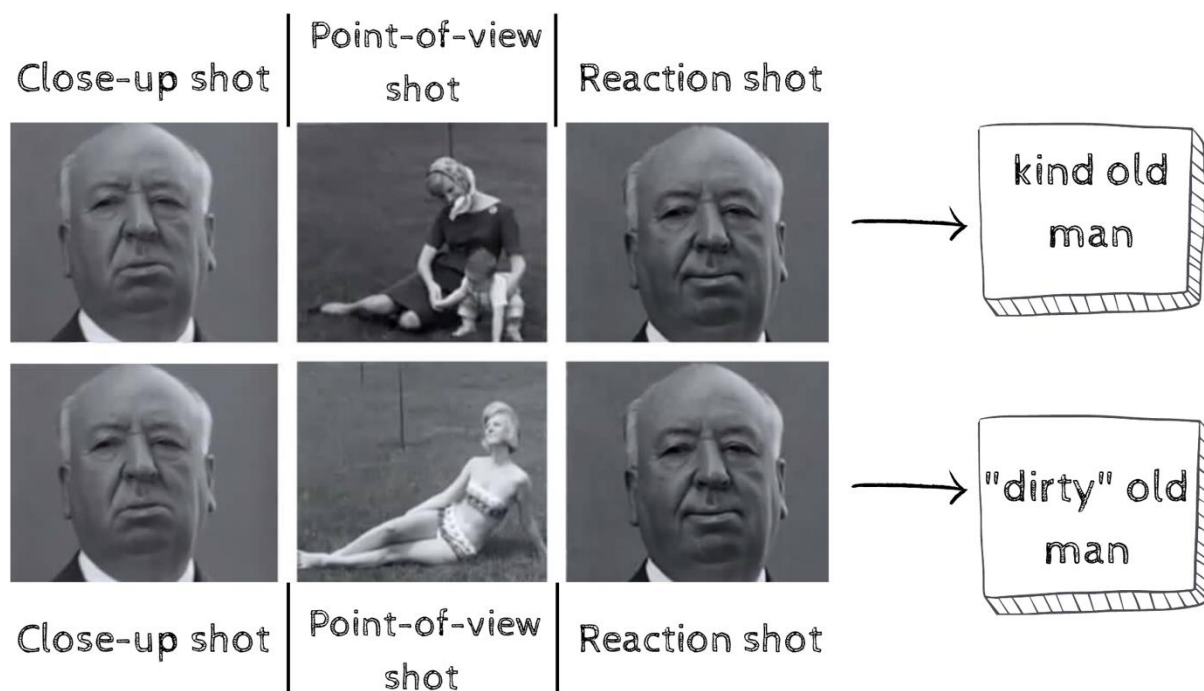 Close-up shot
Point-of-view
shot
Reaction shot
kind old
man
"dirty" old
man
Close-up shot
Point-of-view
shot
Reaction shot